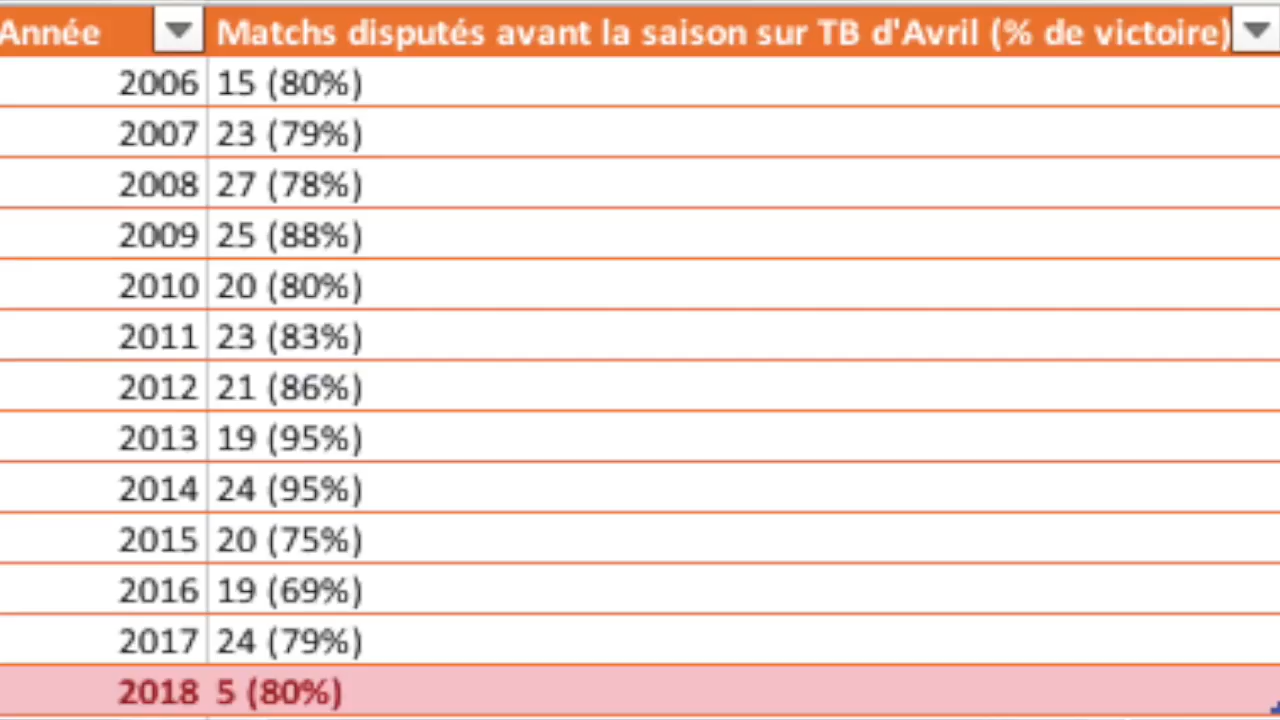 Année Matchs disputés avant la saison sur TB d'Avril (% de victoire)
2006 15 (80%)
2007 23 (79%)
2008 27 (78%)
2009 25 (88%)
2010 20 (80%)
2011 23 (83%)
2012 21 (86%)
2013 19 (95%)
2014 24 (95%)
2015 20 (75%)
2016 19 (69%)
2017 24 (79%)
2018 5 (80%)